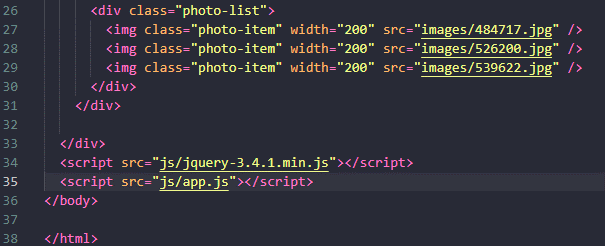 26 <div class="photo-list">
27 <img class="photo-item" width="200" src="images/484717.jpg" />
28 <img class="photo-item" width="200" src="images/526200.jpg" />
29 <img class="photo-item" width="200" src="images/539622.jpg" />
30 </div>
31 </div>
32
33 </div>
34 <script src="js/jquery-3.4.1.min.js"></script>
35 <script src="js/app.js"></script>
36 </body>
37
38 </html>